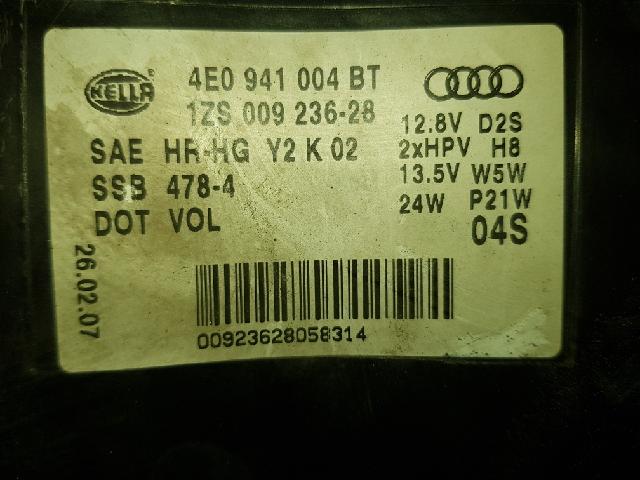 HELLA ®
4E0 941 004 BT
1ZS 009 236-28
12.8V D2S
SAE HR-HG Y2 K 02
2xHPV H8
13.5V W5W
SSB 478-4
24W P21W
DOT VOL
04S
26.02.07
00923628058314